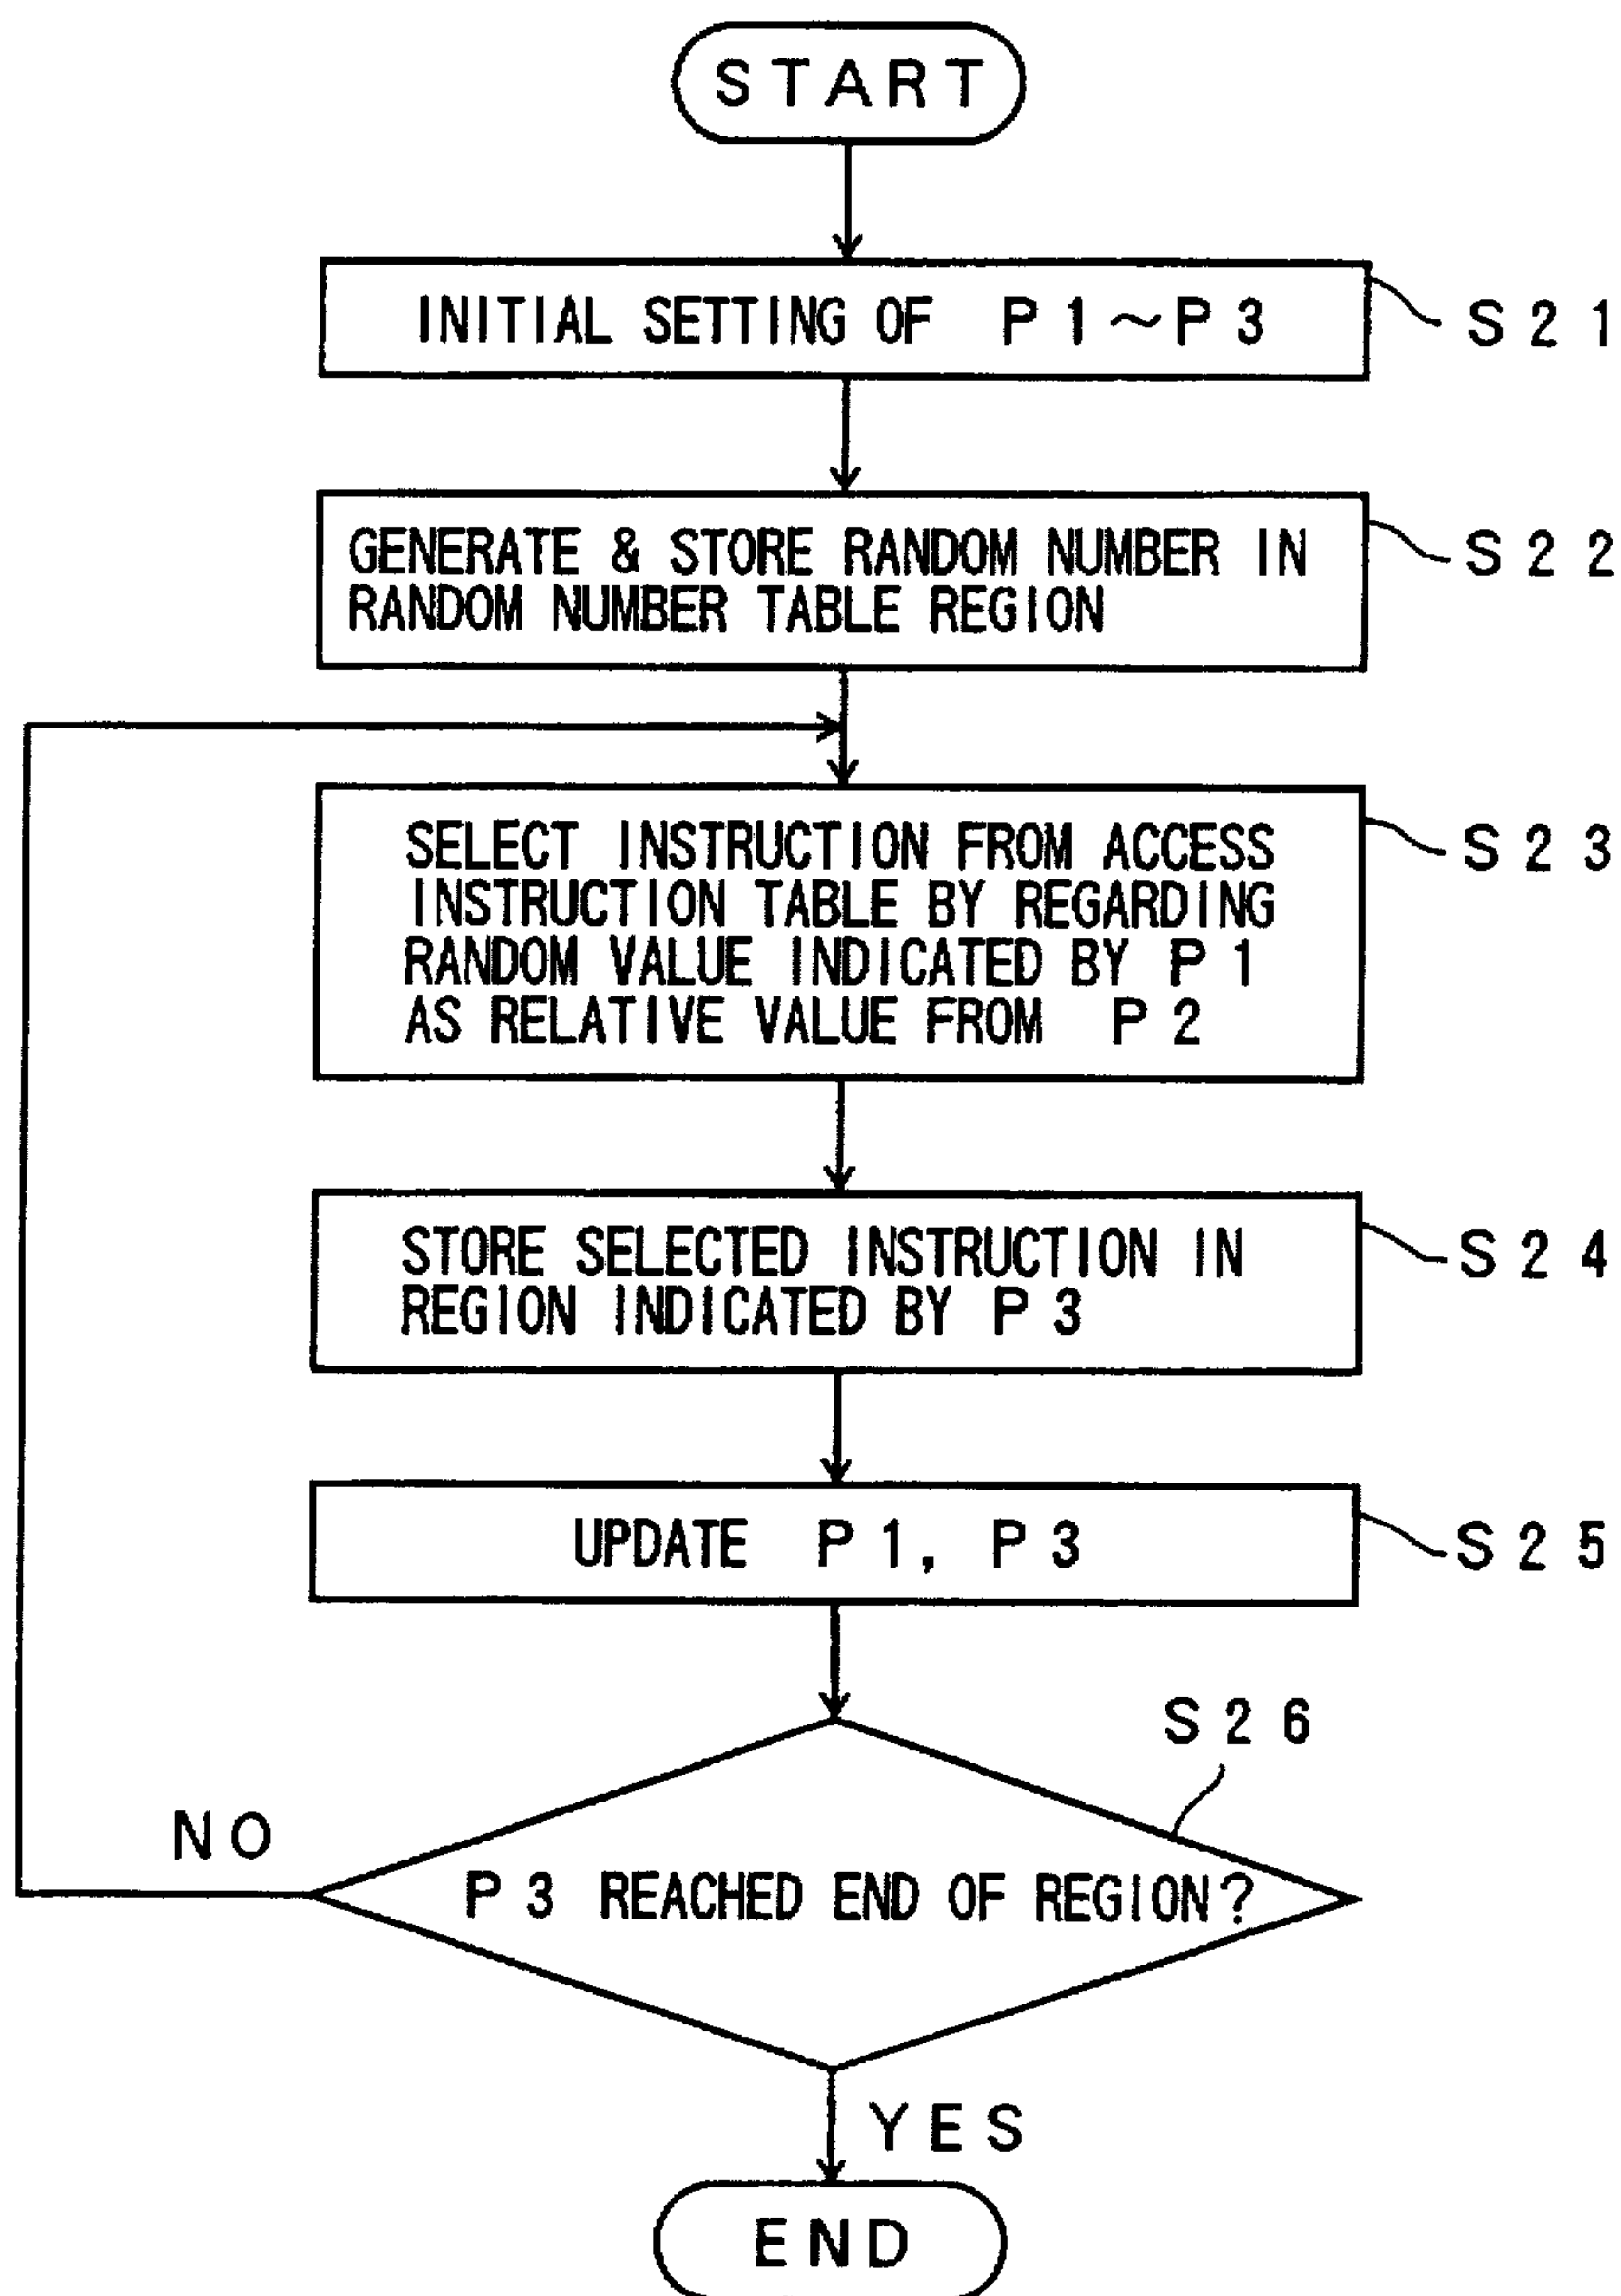 START
INITIAL SETTING OF P1~P3
S21
GENERATE & STORE RANDOM NUMBER IN
RANDOM NUMBER TABLE REGION
S22
SELECT INSTRUCTION FROM ACCESS
INSTRUCTION TABLE BY REGARDING
RANDOM VALUE INDICATED BY P1
AS RELATIVE VALUE FROM P2
S23
STORE SELECTED INSTRUCTION IN
REGION INDICATED BY P3
S24
UPDATE P1, P3
S25
S26
NO
P3 REACHED END OF REGION?
YES
END